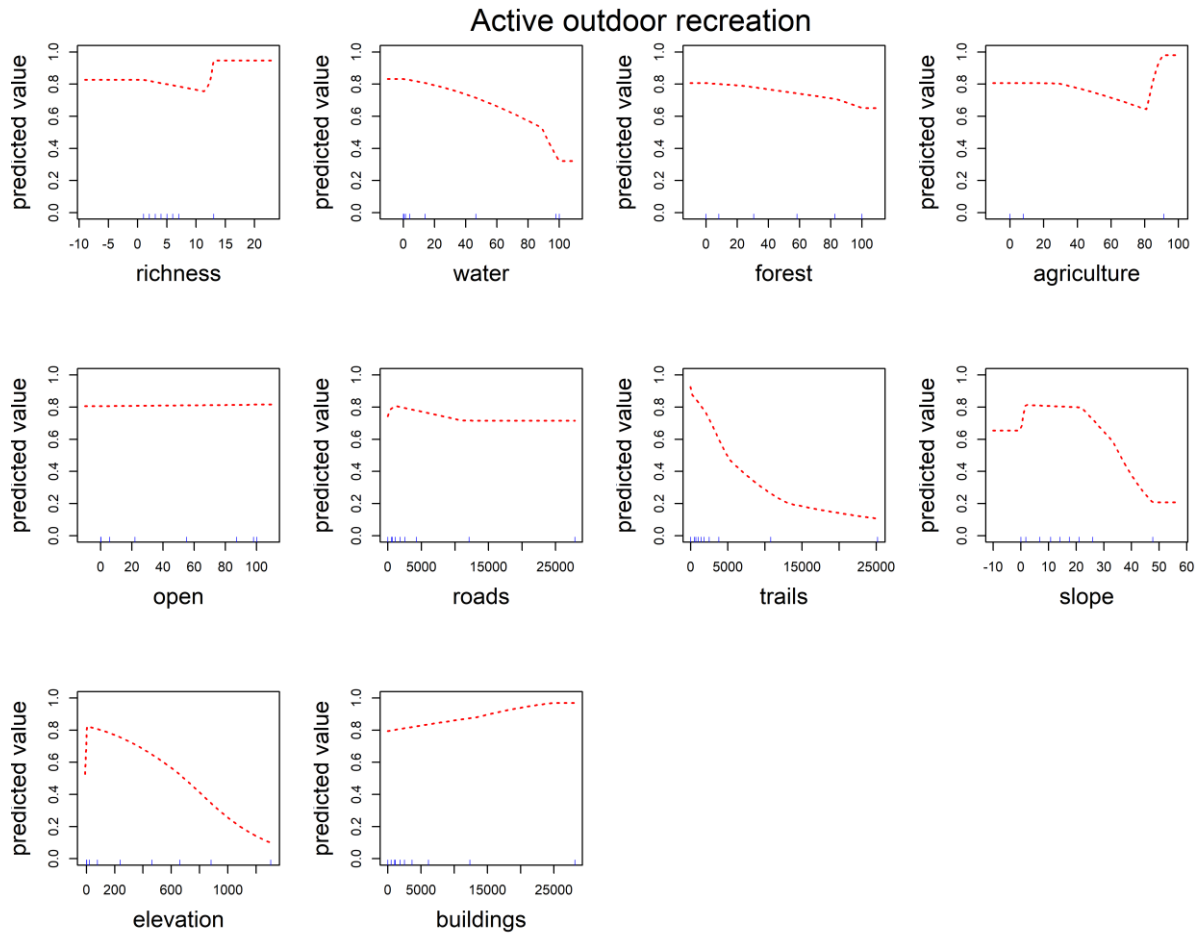 Active outdoor recreation
predicted value
0.0 0.2 0.4 0.6 0.8 1.0
-10 -5 0 5 10 15 20
richness
predicted value
0.0 0.2 0.4 0.6 0.8 1.0
0 20 40 60 80 100
water
predicted value
0.0 0.2 0.4 0.6 0.8 1.0
0 20 40 60 80 100
forest
predicted value
0.0 0.2 0.4 0.6 0.8 1.0
0 20 40 60 80 100
agriculture
predicted value
0.0 0.2 0.4 0.6 0.8 1.0
0 20 40 60 80 100
open
predicted value
0.0 0.2 0.4 0.6 0.8 1.0
0 5000 15000 25000
roads
predicted value
0.0 0.2 0.4 0.6 0.8 1.0
0 5000 15000 25000
trails
predicted value
0.0 0.2 0.4 0.6 0.8 1.0
-10 0 10 20 30 40 50 60
slope
predicted value
0.0 0.2 0.4 0.6 0.8 1.0
0 200 600 1000
elevation
predicted value
0.0 0.2 0.4 0.6 0.8 1.0
0 5000 15000 25000
buildings